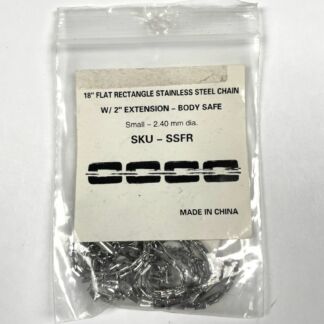 18" FLAT RECTANGLE STAINLESS STEEL CHAIN
W/ 2" EXTENSION – BODY SAFE
Small – 2.40 mm dia.
SKU – SSFR
MADE IN CHINA